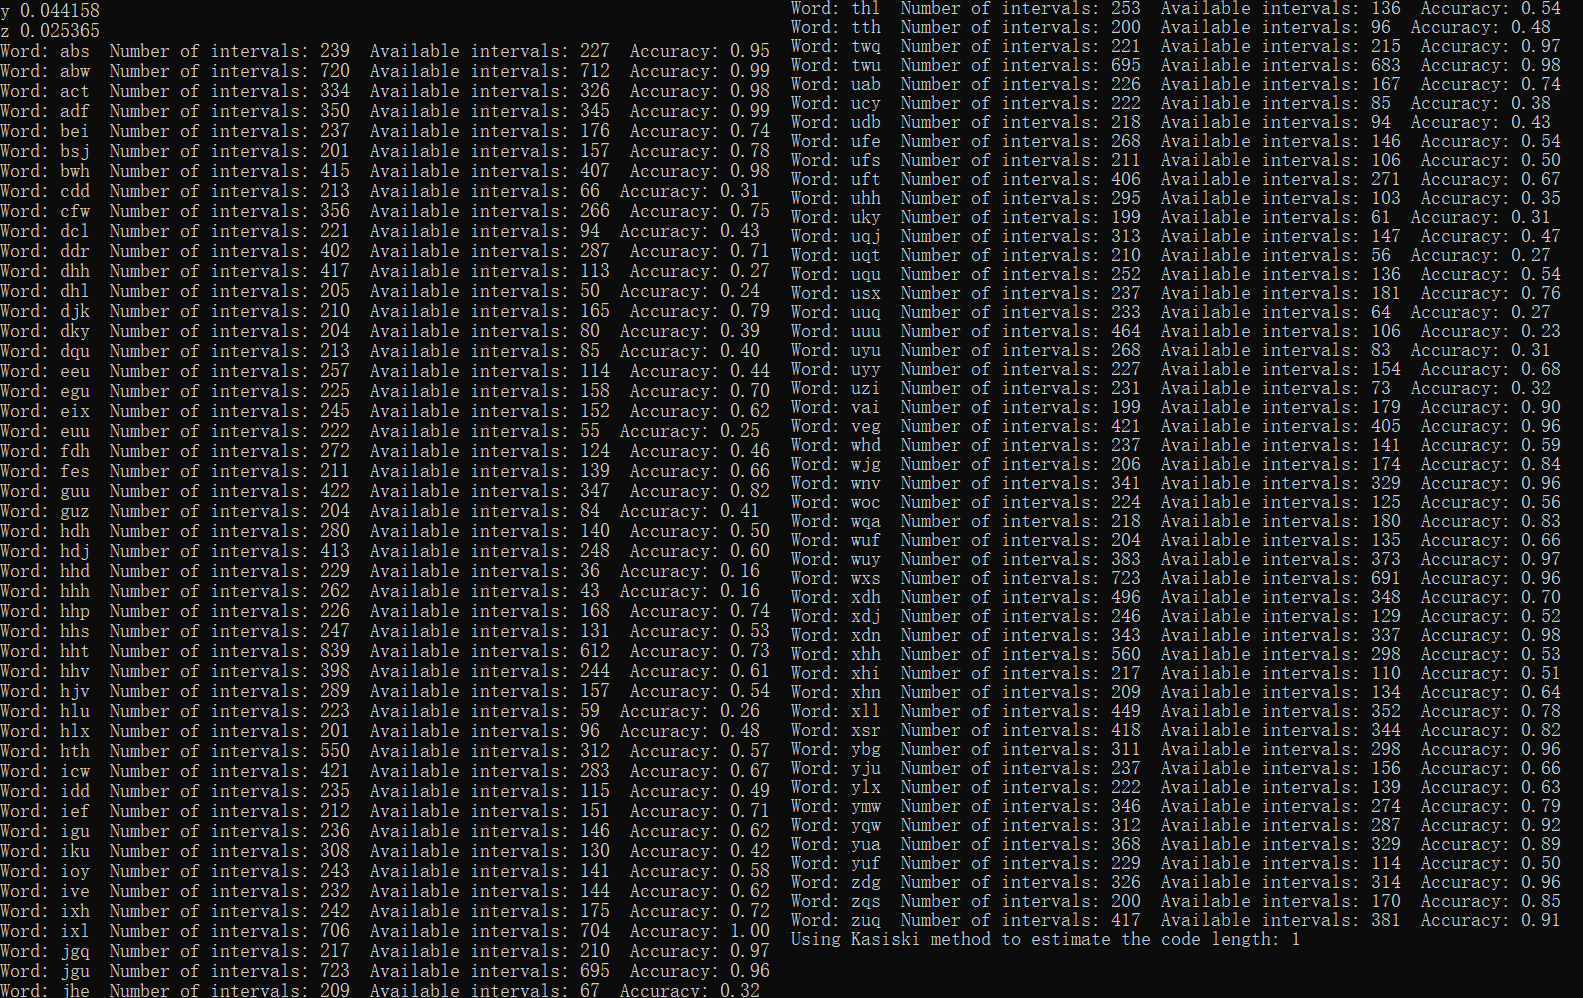 y 0.044158
z 0.025365
Word: abs  Number of intervals: 239  Available intervals: 227  Accuracy: 0.95
Word: abw  Number of intervals: 720  Available intervals: 712  Accuracy: 0.99
Word: act  Number of intervals: 334  Available intervals: 326  Accuracy: 0.98
Word: adf  Number of intervals: 350  Available intervals: 345  Accuracy: 0.99
Word: bei  Number of intervals: 237  Available intervals: 176  Accuracy: 0.74
Word: bsj  Number of intervals: 201  Available intervals: 157  Accuracy: 0.78
Word: bwh  Number of intervals: 415  Available intervals: 407  Accuracy: 0.98
Word: cdd  Number of intervals: 213  Available intervals: 66  Accuracy: 0.31
Word: cfw  Number of intervals: 356  Available intervals: 266  Accuracy: 0.75
Word: dcl  Number of intervals: 221  Available intervals: 94  Accuracy: 0.43
Word: ddr  Number of intervals: 402  Available intervals: 287  Accuracy: 0.71
Word: dhh  Number of intervals: 417  Available intervals: 113  Accuracy: 0.27
Word: dhl  Number of intervals: 205  Available intervals: 50  Accuracy: 0.24
Word: djk  Number of intervals: 210  Available intervals: 165  Accuracy: 0.79
Word: dky  Number of intervals: 204  Available intervals: 80  Accuracy: 0.39
Word: dqu  Number of intervals: 213  Available intervals: 85  Accuracy: 0.40
Word: eeu  Number of intervals: 257  Available intervals: 114  Accuracy: 0.44
Word: egu  Number of intervals: 225  Available intervals: 158  Accuracy: 0.70
Word: eix  Number of intervals: 245  Available intervals: 152  Accuracy: 0.62
Word: euu  Number of intervals: 222  Available intervals: 55  Accuracy: 0.25
Word: fdh  Number of intervals: 272  Available intervals: 124  Accuracy: 0.46
Word: fes  Number of intervals: 211  Available intervals: 139  Accuracy: 0.66
Word: guu  Number of intervals: 422  Available intervals: 347  Accuracy: 0.82
Word: guz  Number of intervals: 204  Available intervals: 84  Accuracy: 0.41
Word: hdh  Number of intervals: 280  Available intervals: 140  Accuracy: 0.50
Word: hdj  Number of intervals: 413  Available intervals: 248  Accuracy: 0.60
Word: hhd  Number of intervals: 229  Available intervals: 36  Accuracy: 0.16
Word: hhh  Number of intervals: 262  Available intervals: 43  Accuracy: 0.16
Word: hhp  Number of intervals: 226  Available intervals: 168  Accuracy: 0.74
Word: hhs  Number of intervals: 247  Available intervals: 131  Accuracy: 0.53
Word: hht  Number of intervals: 839  Available intervals: 612  Accuracy: 0.73
Word: hhv  Number of intervals: 398  Available intervals: 244  Accuracy: 0.61
Word: hjv  Number of intervals: 289  Available intervals: 157  Accuracy: 0.54
Word: hlu  Number of intervals: 223  Available intervals: 59  Accuracy: 0.26
Word: hlx  Number of intervals: 201  Available intervals: 96  Accuracy: 0.48
Word: hth  Number of intervals: 550  Available intervals: 312  Accuracy: 0.57
Word: icw  Number of intervals: 421  Available intervals: 283  Accuracy: 0.67
Word: idd  Number of intervals: 235  Available intervals: 115  Accuracy: 0.49
Word: ief  Number of intervals: 212  Available intervals: 151  Accuracy: 0.71
Word: igu  Number of intervals: 236  Available intervals: 146  Accuracy: 0.62
Word: iku  Number of intervals: 308  Available intervals: 130  Accuracy: 0.42
Word: ioy  Number of intervals: 243  Available intervals: 141  Accuracy: 0.58
Word: ive  Number of intervals: 232  Available intervals: 144  Accuracy: 0.62
Word: ixh  Number of intervals: 242  Available intervals: 175  Accuracy: 0.72
Word: ixl  Number of intervals: 706  Available intervals: 704  Accuracy: 1.00
Word: jgq  Number of intervals: 217  Available intervals: 210  Accuracy: 0.97
Word: jgu  Number of intervals: 723  Available intervals: 695  Accuracy: 0.96
Word: jhe  Number of intervals: 209  Available intervals: 67  Accuracy: 0.32
Word: thl  Number of intervals: 253  Available intervals: 136  Accuracy: 0.54
Word: tth  Number of intervals: 200  Available intervals: 96  Accuracy: 0.48
Word: twq  Number of intervals: 221  Available intervals: 215  Accuracy: 0.97
Word: twu  Number of intervals: 695  Available intervals: 683  Accuracy: 0.98
Word: uab  Number of intervals: 226  Available intervals: 167  Accuracy: 0.74
Word: ucy  Number of intervals: 222  Available intervals: 85  Accuracy: 0.38
Word: udb  Number of intervals: 218  Available intervals: 94  Accuracy: 0.43
Word: ufe  Number of intervals: 268  Available intervals: 146  Accuracy: 0.54
Word: ufs  Number of intervals: 211  Available intervals: 106  Accuracy: 0.50
Word: uft  Number of intervals: 406  Available intervals: 271  Accuracy: 0.67
Word: uhh  Number of intervals: 295  Available intervals: 103  Accuracy: 0.35
Word: uky  Number of intervals: 199  Available intervals: 61  Accuracy: 0.31
Word: uqj  Number of intervals: 313  Available intervals: 147  Accuracy: 0.47
Word: uqt  Number of intervals: 210  Available intervals: 56  Accuracy: 0.27
Word: uqu  Number of intervals: 252  Available intervals: 136  Accuracy: 0.54
Word: usx  Number of intervals: 237  Available intervals: 181  Accuracy: 0.76
Word: uuq  Number of intervals: 233  Available intervals: 64  Accuracy: 0.27
Word: uuu  Number of intervals: 464  Available intervals: 106  Accuracy: 0.23
Word: uyu  Number of intervals: 268  Available intervals: 83  Accuracy: 0.31
Word: uyy  Number of intervals: 227  Available intervals: 154  Accuracy: 0.68
Word: uzi  Number of intervals: 231  Available intervals: 73  Accuracy: 0.32
Word: vai  Number of intervals: 199  Available intervals: 179  Accuracy: 0.90
Word: veg  Number of intervals: 421  Available intervals: 405  Accuracy: 0.96
Word: whd  Number of intervals: 237  Available intervals: 141  Accuracy: 0.59
Word: wjg  Number of intervals: 206  Available intervals: 174  Accuracy: 0.84
Word: wnv  Number of intervals: 341  Available intervals: 329  Accuracy: 0.96
Word: woc  Number of intervals: 224  Available intervals: 125  Accuracy: 0.56
Word: wqa  Number of intervals: 218  Available intervals: 180  Accuracy: 0.83
Word: wuf  Number of intervals: 204  Available intervals: 135  Accuracy: 0.66
Word: wuy  Number of intervals: 383  Available intervals: 373  Accuracy: 0.97
Word: wxs  Number of intervals: 723  Available intervals: 691  Accuracy: 0.96
Word: xdh  Number of intervals: 496  Available intervals: 348  Accuracy: 0.70
Word: xdj  Number of intervals: 246  Available intervals: 129  Accuracy: 0.52
Word: xdn  Number of intervals: 343  Available intervals: 337  Accuracy: 0.98
Word: xhh  Number of intervals: 560  Available intervals: 298  Accuracy: 0.53
Word: xhi  Number of intervals: 217  Available intervals: 110  Accuracy: 0.51
Word: xhn  Number of intervals: 209  Available intervals: 134  Accuracy: 0.64
Word: xll  Number of intervals: 449  Available intervals: 352  Accuracy: 0.78
Word: xsr  Number of intervals: 418  Available intervals: 344  Accuracy: 0.82
Word: ybg  Number of intervals: 311  Available intervals: 298  Accuracy: 0.96
Word: yju  Number of intervals: 237  Available intervals: 156  Accuracy: 0.66
Word: ylx  Number of intervals: 222  Available intervals: 139  Accuracy: 0.63
Word: ymw  Number of intervals: 346  Available intervals: 274  Accuracy: 0.79
Word: yqw  Number of intervals: 312  Available intervals: 287  Accuracy: 0.92
Word: yua  Number of intervals: 368  Available intervals: 329  Accuracy: 0.89
Word: yuf  Number of intervals: 229  Available intervals: 114  Accuracy: 0.50
Word: zdg  Number of intervals: 326  Available intervals: 314  Accuracy: 0.96
Word: zqs  Number of intervals: 200  Available intervals: 170  Accuracy: 0.85
Word: zuq  Number of intervals: 417  Available intervals: 381  Accuracy: 0.91
Using Kasiski method to estimate the code length: 1